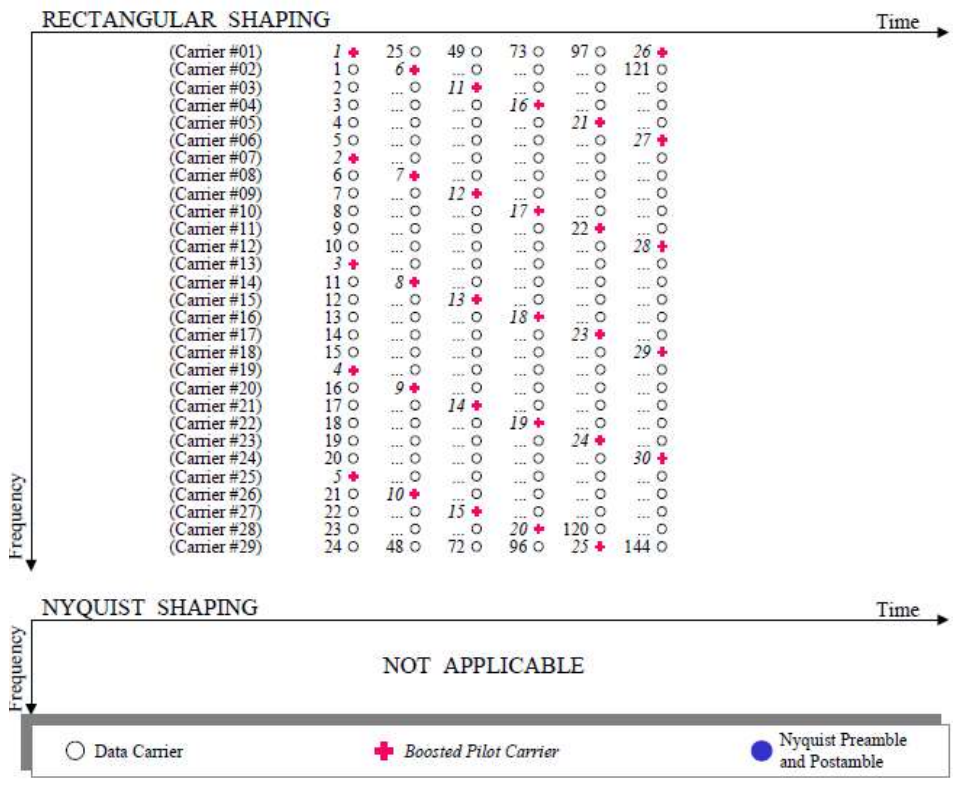 RECTANGULAR SHAPING Time
(Carrier #01) 1 25 49 73 97 26
(Carrier #02) 1 6 ... ... ... 121
(Carrier #03) 2 ... 11 ... ... ...
(Carrier #04) 3 ... ... 16 ... ...
(Carrier #05) 4 ... ... ... 21 ...
(Carrier #06) 5 ... ... ... ... 27
(Carrier #07) 2 ... ... ... ... ...
(Carrier #08) 6 7 ... ... ... ...
(Carrier #09) 7 ... 12 ... ... ...
(Carrier #10) 8 ... ... 17 ... ...
(Carrier #11) 9 ... ... ... 22 ...
(Carrier #12) 10 ... ... ... ... 28
(Carrier #13) 3 ... ... ... ... ...
(Carrier #14) 11 8 ... ... ... ...
(Carrier #15) 12 ... 13 ... ... ...
(Carrier #16) 13 ... ... 18 ... ...
(Carrier #17) 14 ... ... ... 23 ...
(Carrier #18) 15 ... ... ... ... 29
(Carrier #19) 4 ... ... ... ... ...
(Carrier #20) 16 9 ... ... ... ...
(Carrier #21) 17 ... 14 ... ... ...
(Carrier #22) 18 ... ... 19 ... ...
(Carrier #23) 19 ... ... ... 24 ...
(Carrier #24) 20 ... ... ... ... 30
(Carrier #25) 5 ... ... ... ... ...
(Carrier #26) 21 10 ... ... ... ...
(Carrier #27) 22 ... 15 ... ... ...
(Carrier #28) 23 ... ... 20 120 ...
(Carrier #29) 24 48 72 96 25 144
Frequency
NYQUIST SHAPING Time
NOT APPLICABLE
Frequency
Data Carrier
Boosted Pilot Carrier
Nyquist Preamble
and Postamble